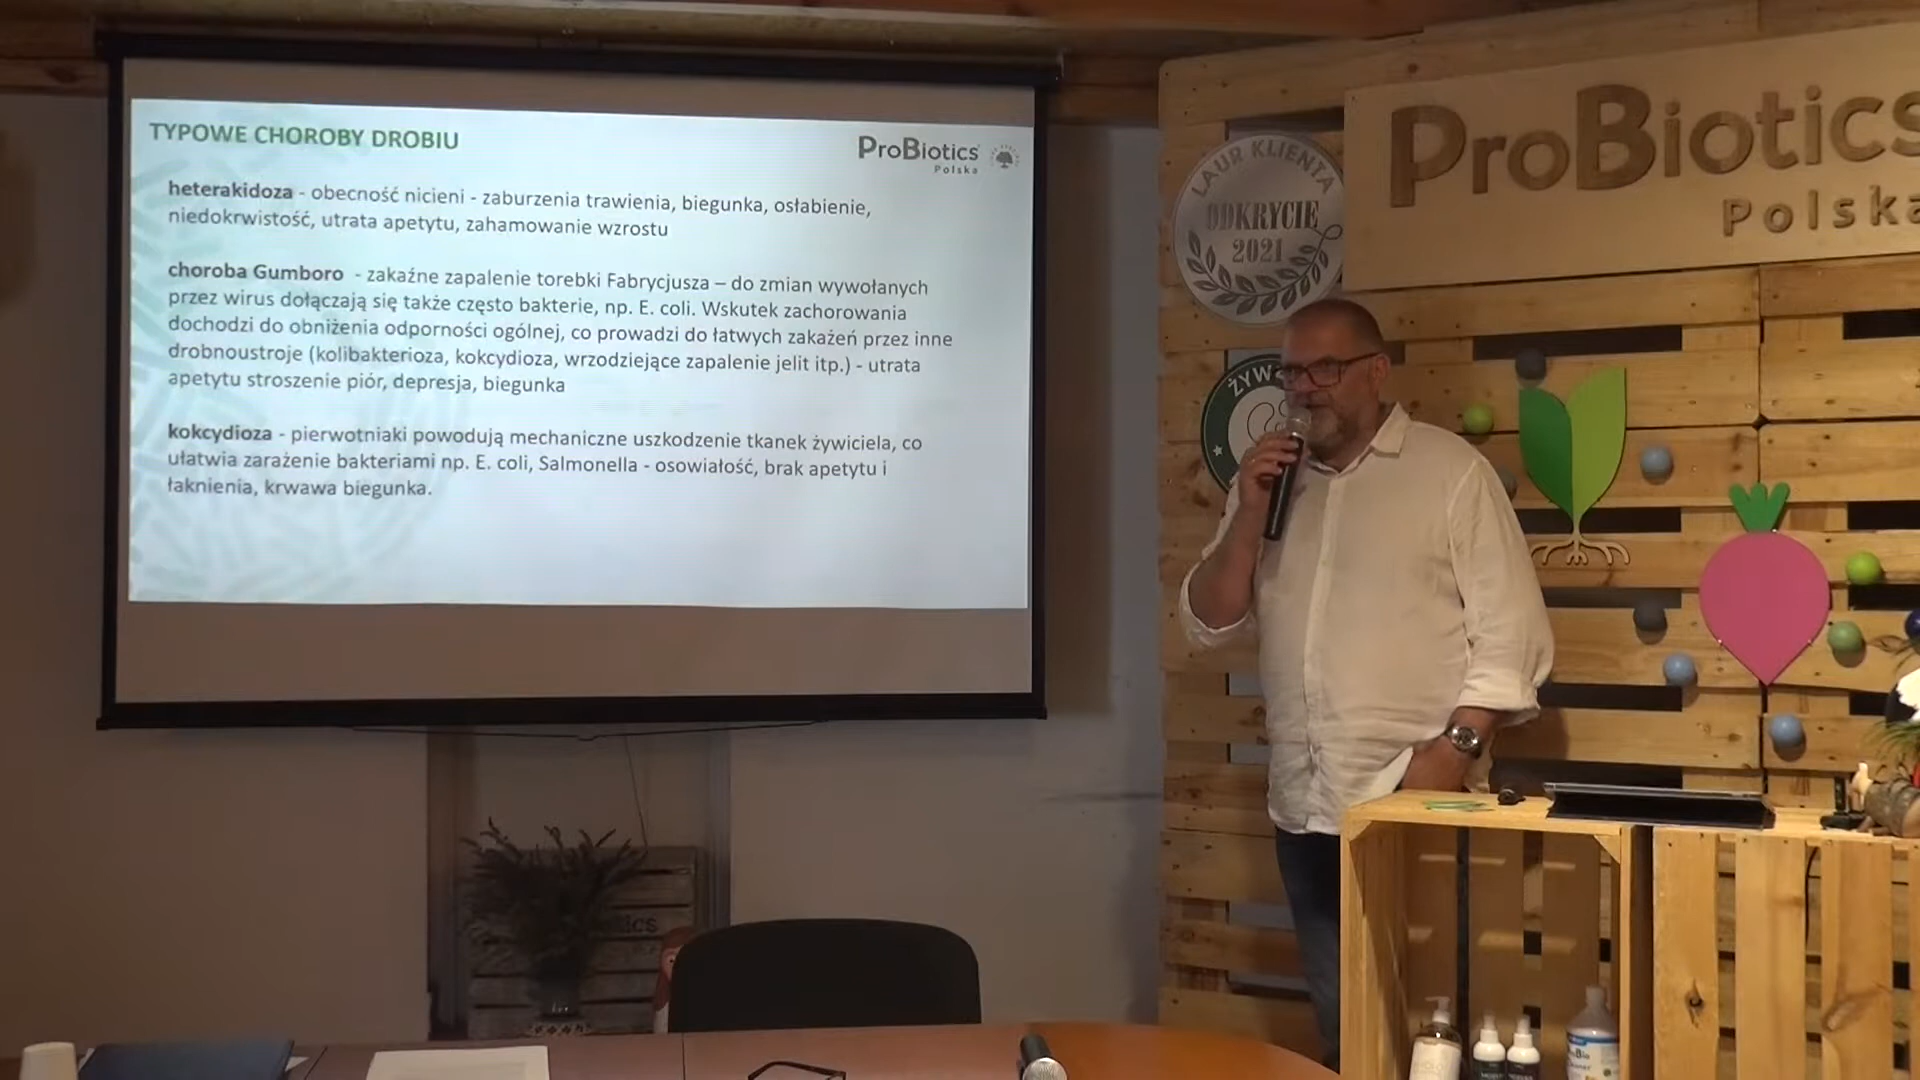 TYPOWE CHOROBY DROBIU
ProBiotics
Polska
heterakidoza - obecność nicieni - zaburzenia trawienia, biegunka, osłabienie,
niedokrwistość, utrata apetytu, zahamowanie wzrostu
choroba Gumboro - zakaźne zapalenie torebki Fabrycjusza – do zmian wywołanych
przez wirus dołączają się także często bakterie, np. E. coli. Wskutek zachorowania
dochodzi do obniżenia odporności ogólnej, co prowadzi do łatwych zakażeń przez inne
drobnoustroje (kolibakterioza, kokcydioza, wrzodziejące zapalenie jelit itp.) - utrata
apetytu stroszenie piór, depresja, biegunka
kokcydioza - pierwotniaki powodują mechaniczne uszkodzenie tkanek żywiciela, co
ułatwia zarażenie bakteriami np. E. coli, Salmonella - osowiałość, brak apetytu i
łaknienia, krwawa biegunka.
LAUR KLIENTA
ODKRYCIE
2021
ProBiotics
Polska
ŻYW